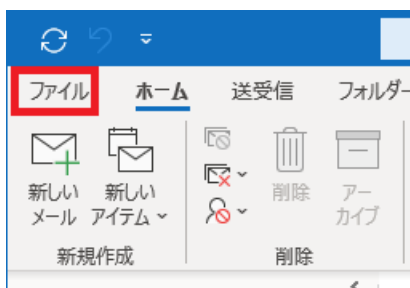 ファイル ホーム 送受信 フォルダー
新しい
メール
新しい
アイテム
削除
アー
カイブ
新規作成
削除